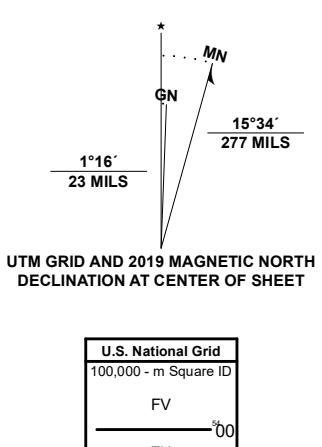 ★
MN
GN
15°34´
277 MILS
1°16´
23 MILS
UTM GRID AND 2019 MAGNETIC NORTH
DECLINATION AT CENTER OF SHEET
U.S. National Grid
100,000 - m Square ID
FV
5400